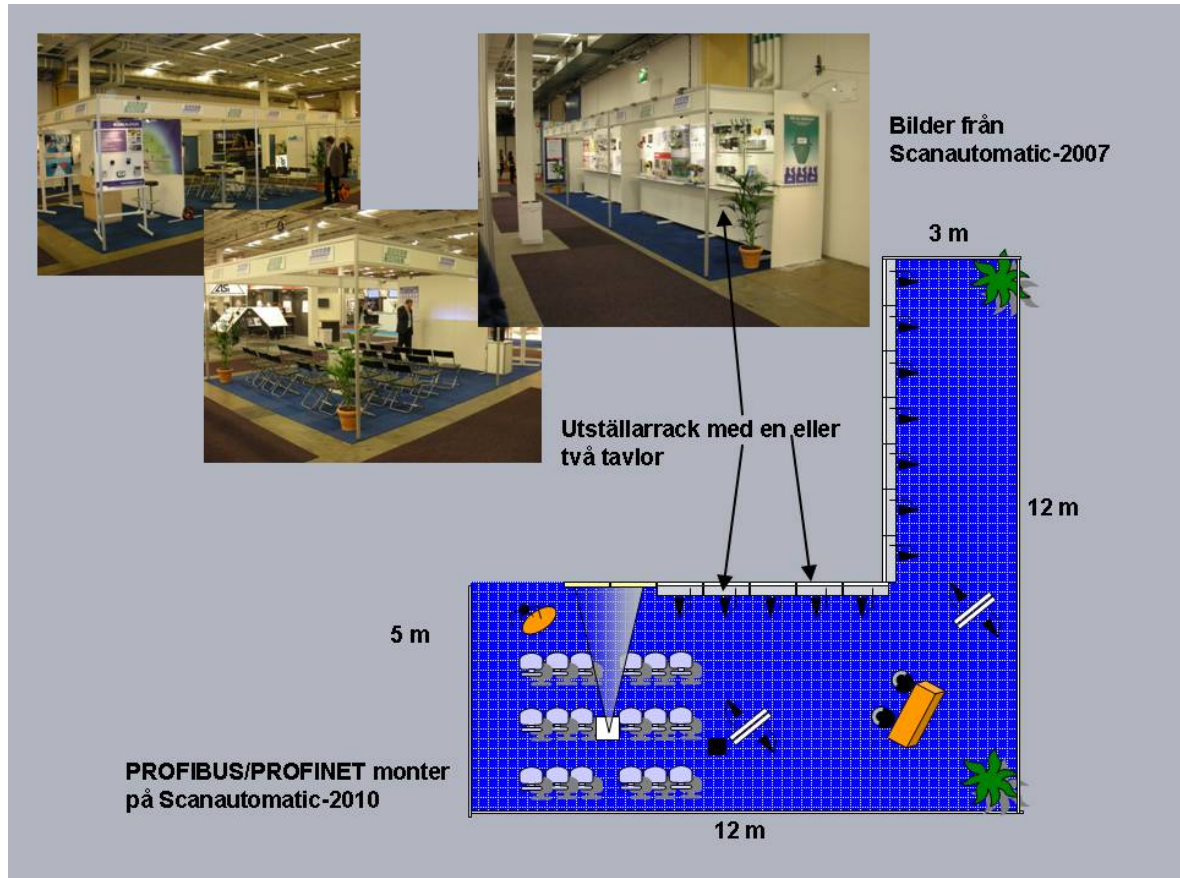 Bilder från
Scanautomatic-2007
3 m
12 m
Utställarrack med en eller
två tavlor
5 m
PROFIBUS/PROFINET monter
på Scanautomatic-2010
12 m